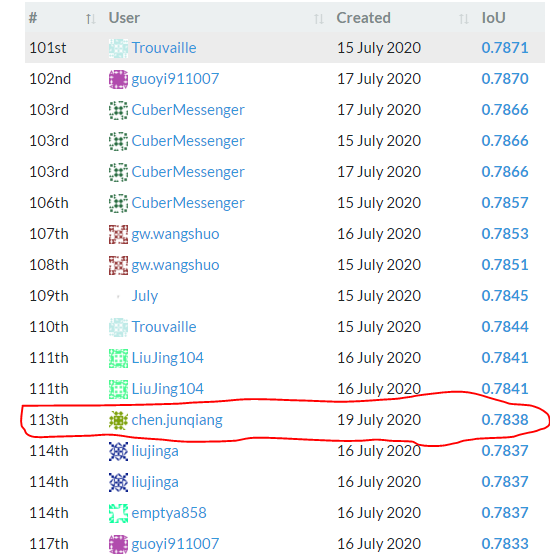 # User Created IoU
101st Trouvaille 15 July 2020 0.7871
102nd guoyi911007 17 July 2020 0.7870
103rd CuberMessenger 17 July 2020 0.7866
103rd CuberMessenger 15 July 2020 0.7866
103rd CuberMessenger 17 July 2020 0.7866
106th CuberMessenger 15 July 2020 0.7857
107th gw.wangshuo 16 July 2020 0.7853
108th gw.wangshuo 15 July 2020 0.7851
109th July 15 July 2020 0.7845
110th Trouvaille 15 July 2020 0.7844
111th LiuJing104 16 July 2020 0.7841
111th LiuJing104 16 July 2020 0.7841
113th chen.junqiang 19 July 2020 0.7838
114th liujinga 16 July 2020 0.7837
114th liujinga 16 July 2020 0.7837
114th emptya858 16 July 2020 0.7837
117th guoyi911007 16 July 2020 0.7833